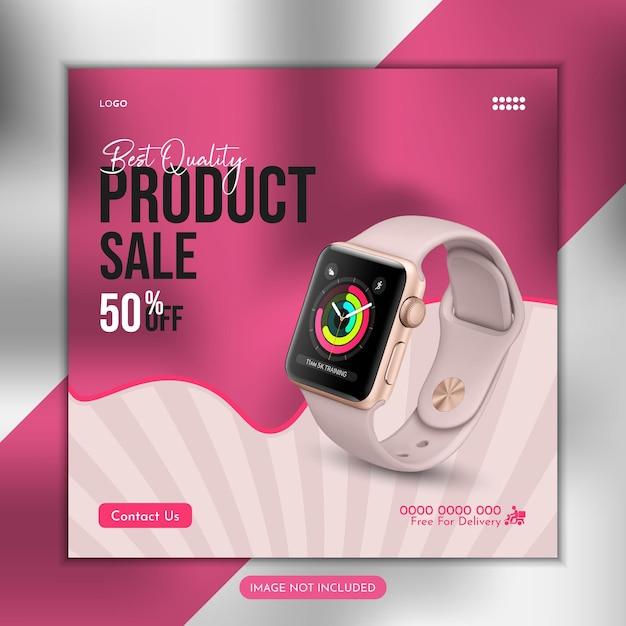 LOGO
Best Quality
PRODUCT
SALE
50% OFF
11AM 5K TRAINING
Contact Us
0000 0000 000
Free For Delivery
IMAGE NOT INCLUDED